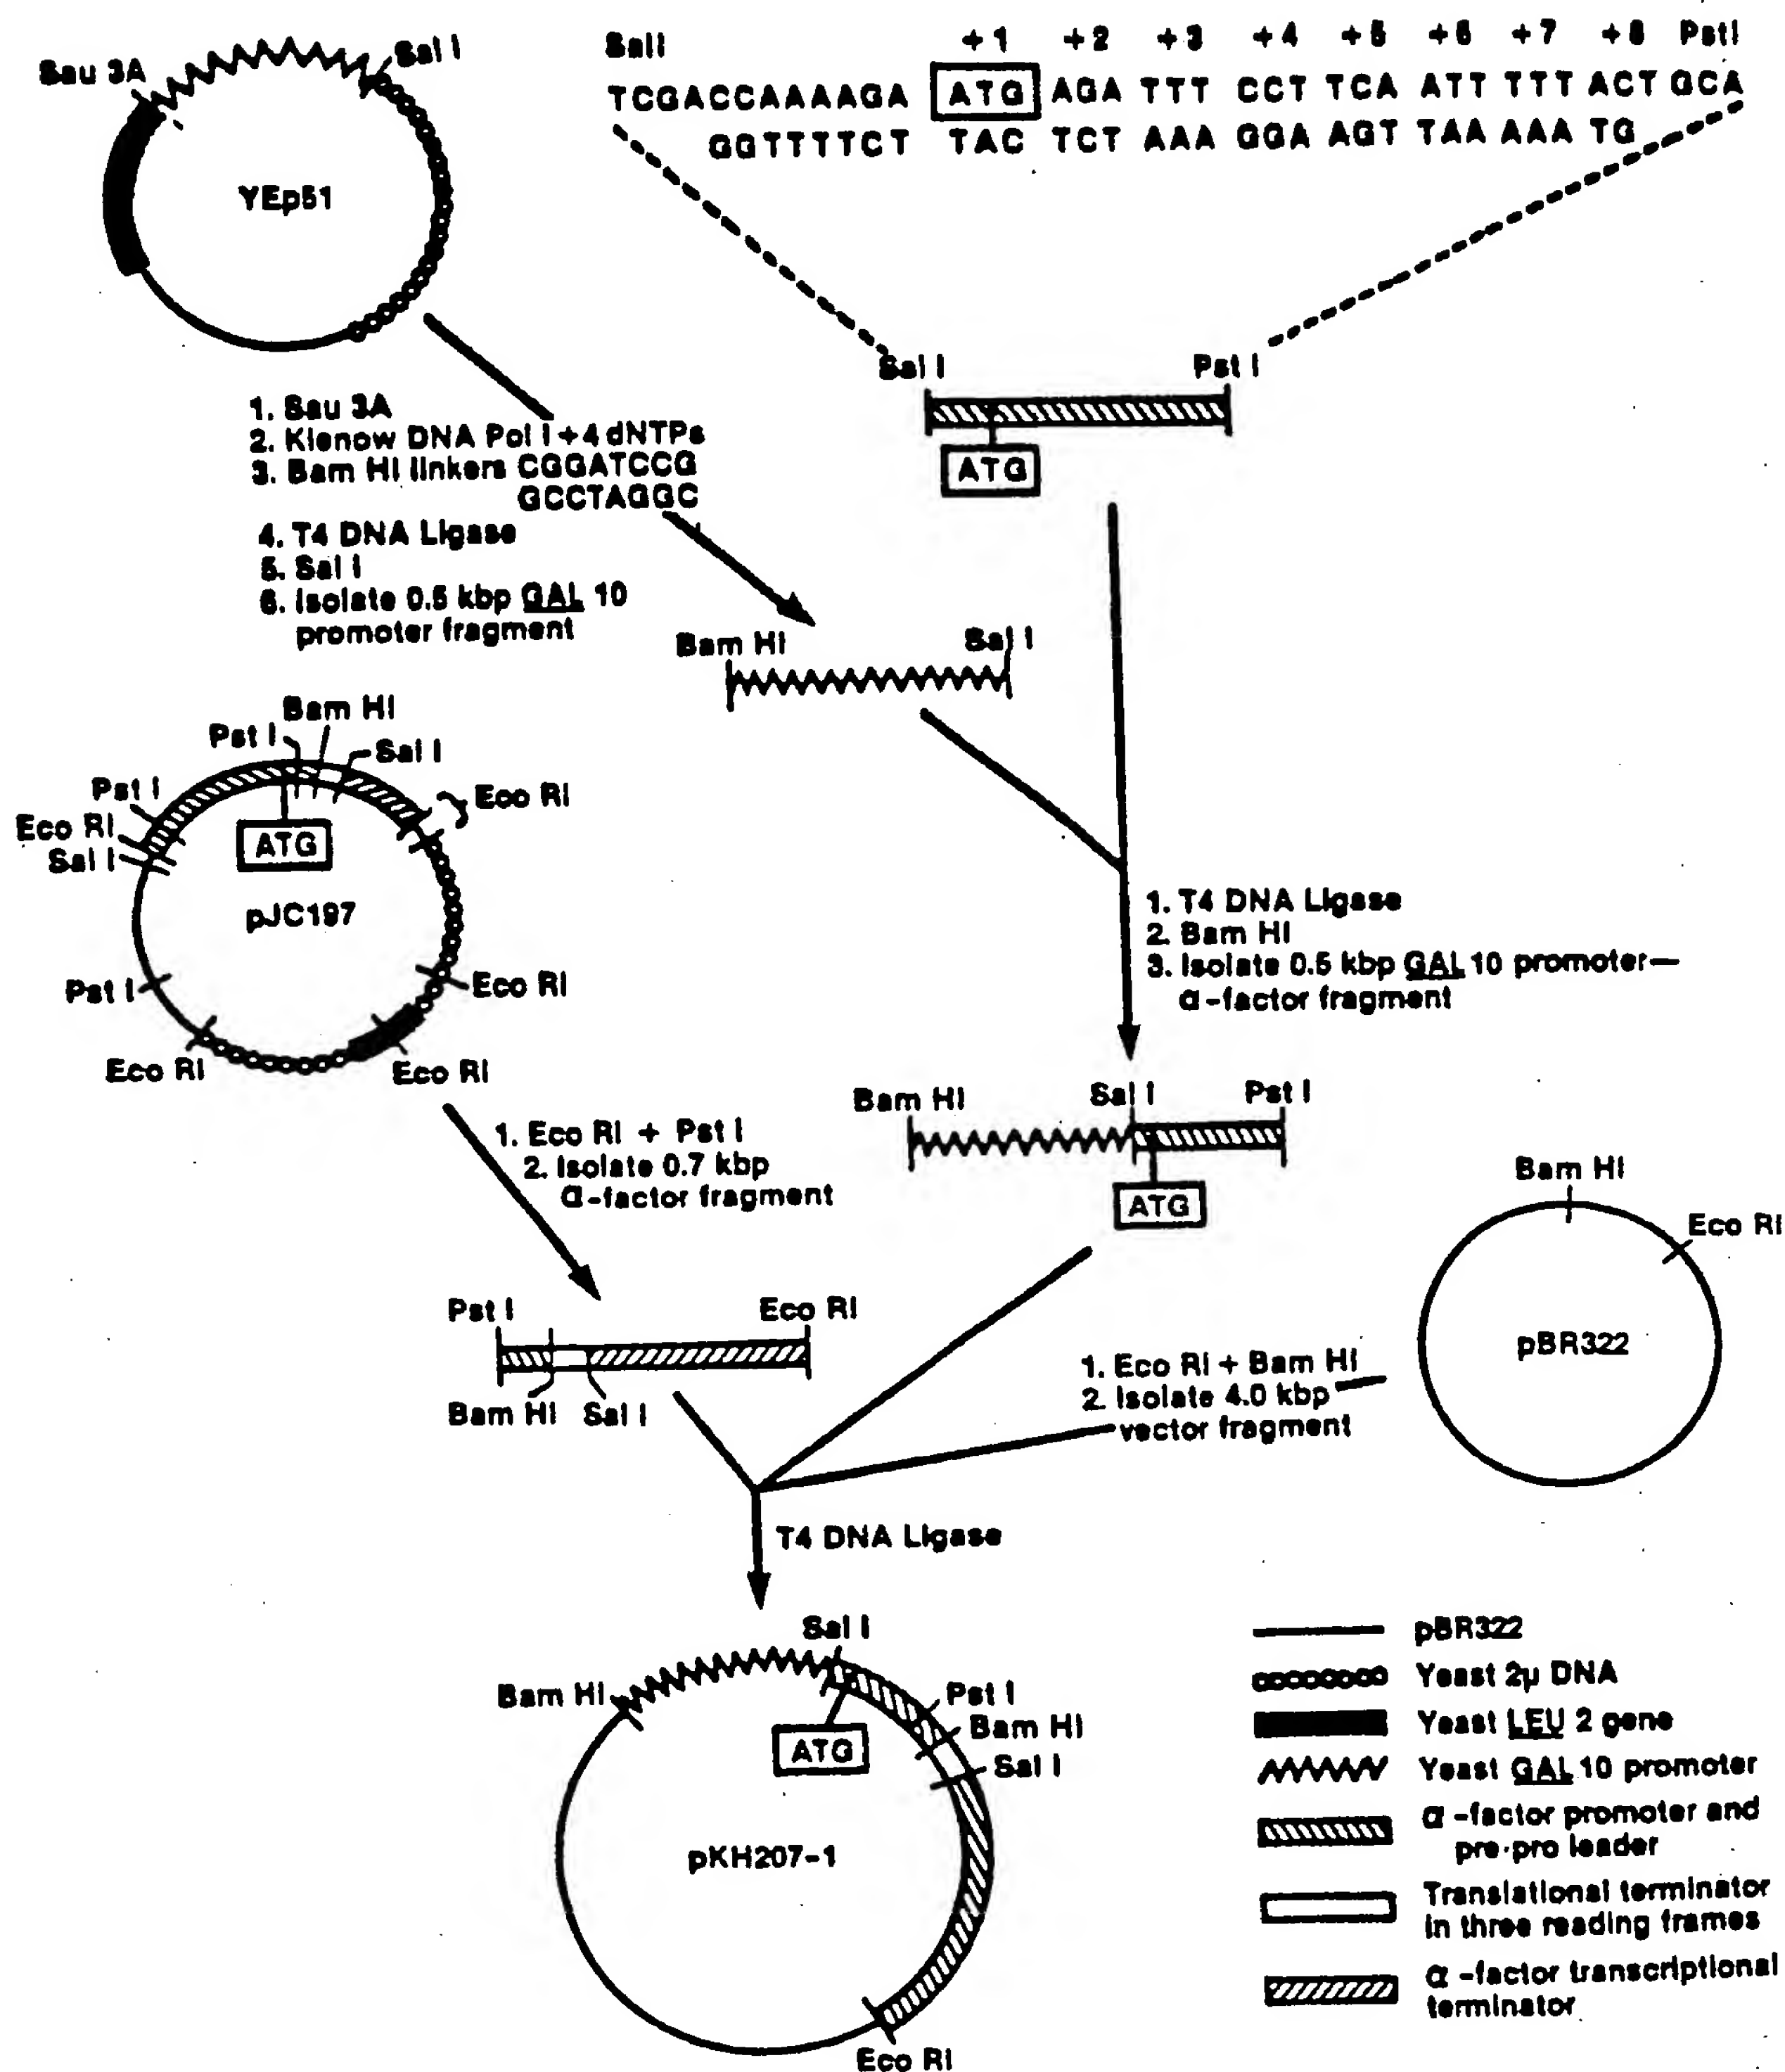 Sau 3A
Sal I
YEp51
SalI +1 +2 +3 +4 +5 +6 +7 +8 PstI
TCGACCAAAAGA ATG AGA TTT CCT TCA ATT TTT ACT GCA
GGTTTTCT TAC TCT AAA GGA AGT TAA AAA TG
Sal I
Pst I
ATG
1. Sau 3A
2. Klenow DNA Pol I+4 dNTPs
3. Bam HI linkers CGGATCCG
GCCTAGGC
4. T4 DNA Ligase
5. Sal I
6. Isolate 0.5 kbp GAL 10
promoter fragment
Bam HI
Sal I
Bam HI
Pst I
Sal I
Pst I
Eco RI
Eco RI
Sal I
ATG
pJC197
Pst I
Eco RI
Eco RI
Eco RI
1. T4 DNA Ligase
2. Bam HI
3. Isolate 0.5 kbp GAL 10 promoter—
α-factor fragment
Bam HI
Sal I
Pst I
ATG
1. Eco RI + Pst I
2. Isolate 0.7 kbp
α-factor fragment
Bam HI
Eco RI
pBR322
Pst I
Eco RI
Bam HI
Sal I
1. Eco RI + Bam HI
2. Isolate 4.0 kbp
vector fragment
T4 DNA Ligase
Sal I
Bam HI
Pst I
Bam HI
Sal I
ATG
pKH207-1
Eco RI
pBR322
Yeast 2μ DNA
Yeast LEU 2 gene
Yeast GAL 10 promoter
α-factor promoter and
pre-pro leader
Translational terminator
in three reading frames
α-factor transcriptional
terminator